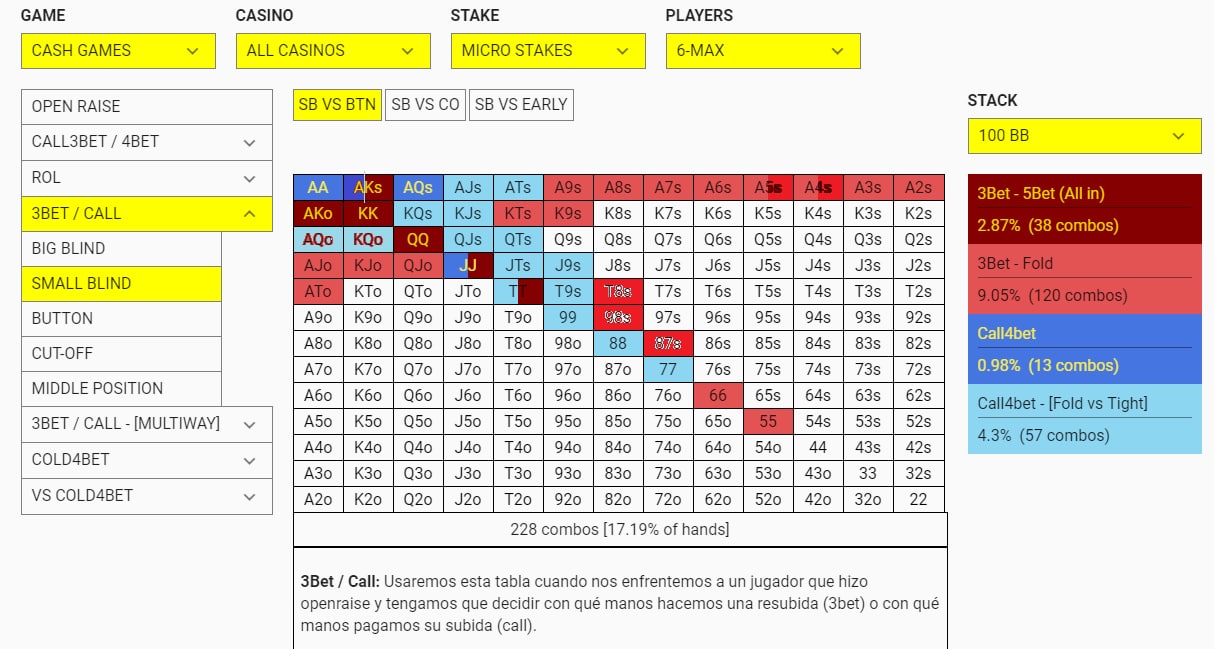 GAME CASINO STAKE PLAYERS
CASH GAMES ALL CASINOS MICRO STAKES 6-MAX
OPEN RAISE
CALL3BET / 4BET
ROL
3BET / CALL
BIG BLIND
SMALL BLIND
BUTTON
CUT-OFF
MIDDLE POSITION
3BET / CALL - [MULTIWAY]
COLD4BET
VS COLD4BET
SB VS BTN SB VS CO SB VS EARLY
AA AKs AQs AJs ATs A9s A8s A7s A6s A5s A4s A3s A2s
AKo KK KQs KJs KTs K9s K8s K7s K6s K5s K4s K3s K2s
AQo KQo QQ QJs QTs Q9s Q8s Q7s Q6s Q5s Q4s Q3s Q2s
AJo KJo QJo JJ JTs J9s J8s J7s J6s J5s J4s J3s J2s
ATo KTo QTo JTo TT T9s T8s T7s T6s T5s T4s T3s T2s
A9o K9o Q9o J9o T9o 99 98s 97s 96s 95s 94s 93s 92s
A8o K8o Q8o J8o T8o 98o 88 87s 86s 85s 84s 83s 82s
A7o K7o Q7o J7o T7o 97o 87o 77 76s 75s 74s 73s 72s
A6o K6o Q6o J6o T6o 96o 86o 76o 66 65s 64s 63s 62s
A5o K5o Q5o J5o T5o 95o 85o 75o 65o 55 54s 53s 52s
A4o K4o Q4o J4o T4o 94o 84o 74o 64o 54o 44 43s 42s
A3o K3o Q3o J3o T3o 93o 83o 73o 63o 53o 43o 33 32s
A2o K2o Q2o J2o T2o 92o 82o 72o 62o 52o 42o 32o 22
228 combos [17.19% of hands]
3Bet / Call: Usaremos esta tabla cuando nos enfrentemos a un jugador que hizo
openraise y tengamos que decidir con qué manos hacemos una resubida (3bet) o con qué
manos pagamos su subida (call).
STACK
100 BB
3Bet - 5Bet (All in)
2.87% (38 combos)
3Bet - Fold
9.05% (120 combos)
Call4bet
0.98% (13 combos)
Call4bet - [Fold vs Tight]
4.3% (57 combos)